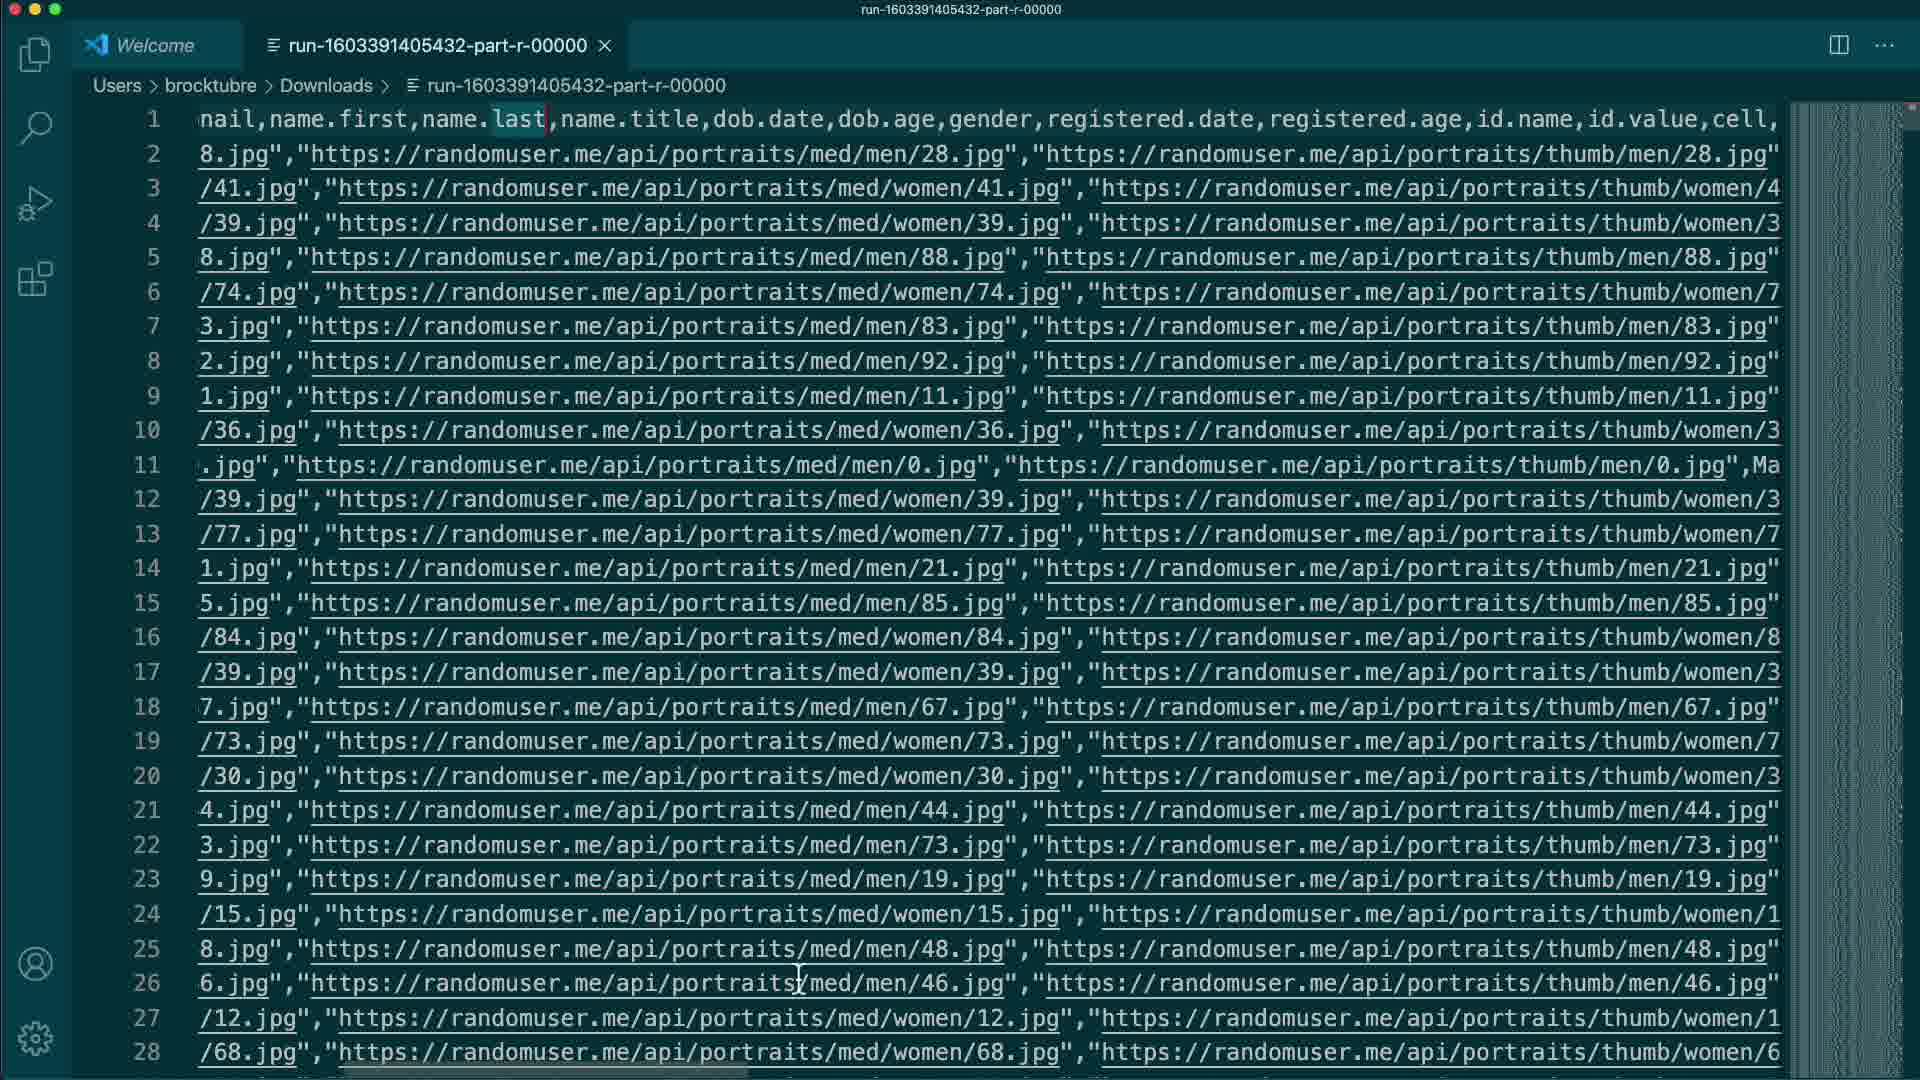 run-1603391405432-part-r-00000
Welcome
run-1603391405432-part-r-00000
Users > brocktubre > Downloads > run-1603391405432-part-r-00000
1 nail,name.first,name.last,name.title,dob.date,dob.age,gender,registered.date,registered.age,id.name,id.value,cell,
2 8.jpg","https://randomuser.me/api/portraits/med/men/28.jpg","https://randomuser.me/api/portraits/thumb/men/28.jpg"
3 /41.jpg","https://randomuser.me/api/portraits/med/women/41.jpg","https://randomuser.me/api/portraits/thumb/women/4
4 /39.jpg","https://randomuser.me/api/portraits/med/women/39.jpg","https://randomuser.me/api/portraits/thumb/women/3
5 8.jpg","https://randomuser.me/api/portraits/med/men/88.jpg","https://randomuser.me/api/portraits/thumb/men/88.jpg"
6 /74.jpg","https://randomuser.me/api/portraits/med/women/74.jpg","https://randomuser.me/api/portraits/thumb/women/7
7 3.jpg","https://randomuser.me/api/portraits/med/men/83.jpg","https://randomuser.me/api/portraits/thumb/men/83.jpg"
8 2.jpg","https://randomuser.me/api/portraits/med/men/92.jpg","https://randomuser.me/api/portraits/thumb/men/92.jpg"
9 1.jpg","https://randomuser.me/api/portraits/med/men/11.jpg","https://randomuser.me/api/portraits/thumb/men/11.jpg"
10 /36.jpg","https://randomuser.me/api/portraits/med/women/36.jpg","https://randomuser.me/api/portraits/thumb/women/3
11 .jpg","https://randomuser.me/api/portraits/med/men/0.jpg","https://randomuser.me/api/portraits/thumb/men/0.jpg",Ma
12 /39.jpg","https://randomuser.me/api/portraits/med/women/39.jpg","https://randomuser.me/api/portraits/thumb/women/3
13 /77.jpg","https://randomuser.me/api/portraits/med/women/77.jpg","https://randomuser.me/api/portraits/thumb/women/7
14 1.jpg","https://randomuser.me/api/portraits/med/men/21.jpg","https://randomuser.me/api/portraits/thumb/men/21.jpg"
15 5.jpg","https://randomuser.me/api/portraits/med/men/85.jpg","https://randomuser.me/api/portraits/thumb/men/85.jpg"
16 /84.jpg","https://randomuser.me/api/portraits/med/women/84.jpg","https://randomuser.me/api/portraits/thumb/women/8
17 /39.jpg","https://randomuser.me/api/portraits/med/women/39.jpg","https://randomuser.me/api/portraits/thumb/women/3
18 7.jpg","https://randomuser.me/api/portraits/med/men/67.jpg","https://randomuser.me/api/portraits/thumb/men/67.jpg"
19 /73.jpg","https://randomuser.me/api/portraits/med/women/73.jpg","https://randomuser.me/api/portraits/thumb/women/7
20 /30.jpg","https://randomuser.me/api/portraits/med/women/30.jpg","https://randomuser.me/api/portraits/thumb/women/3
21 4.jpg","https://randomuser.me/api/portraits/med/men/44.jpg","https://randomuser.me/api/portraits/thumb/men/44.jpg"
22 3.jpg","https://randomuser.me/api/portraits/med/men/73.jpg","https://randomuser.me/api/portraits/thumb/men/73.jpg"
23 9.jpg","https://randomuser.me/api/portraits/med/men/19.jpg","https://randomuser.me/api/portraits/thumb/men/19.jpg"
24 /15.jpg","https://randomuser.me/api/portraits/med/women/15.jpg","https://randomuser.me/api/portraits/thumb/women/1
25 8.jpg","https://randomuser.me/api/portraits/med/men/48.jpg","https://randomuser.me/api/portraits/thumb/men/48.jpg"
26 6.jpg","https://randomuser.me/api/portraits/med/men/46.jpg","https://randomuser.me/api/portraits/thumb/men/46.jpg"
27 /12.jpg","https://randomuser.me/api/portraits/med/women/12.jpg","https://randomuser.me/api/portraits/thumb/women/1
28 /68.jpg","https://randomuser.me/api/portraits/med/women/68.jpg","https://randomuser.me/api/portraits/thumb/women/6